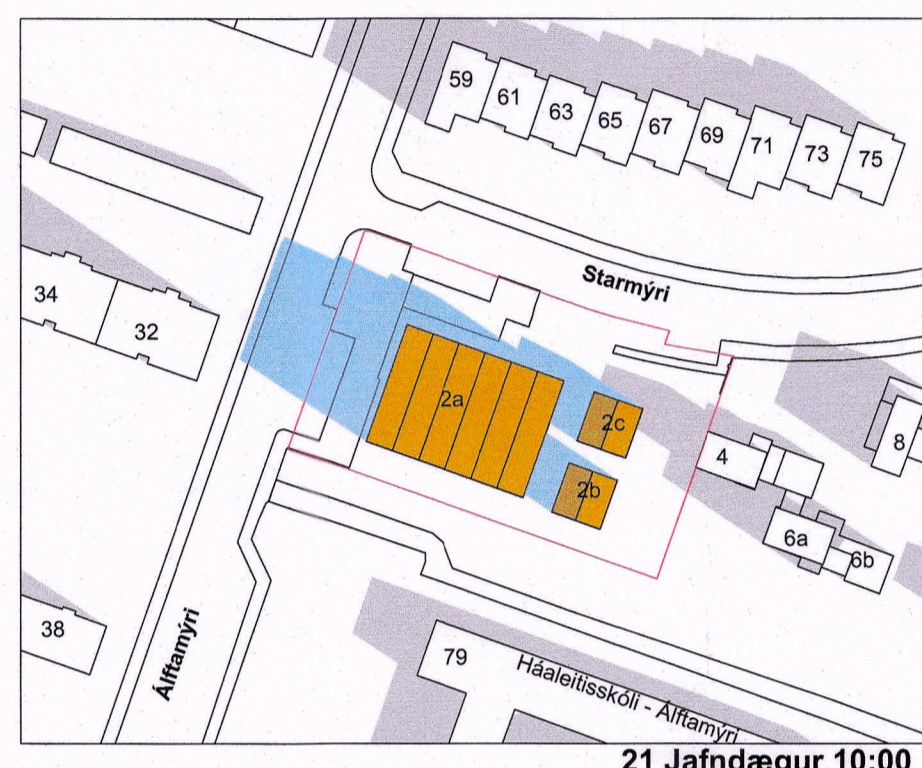 59
61
63
65
67
69
71
73
75
Starmýri
34
32
2a
2c
2b
4
8
6a
6b
38
Álftamýri
79
Háaleitisskóli - Álftamýri
21 Jafndægur 10:00